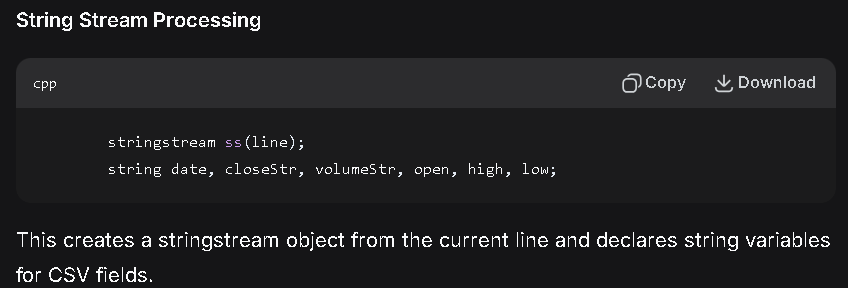 String Stream Processing
cpp Copy Download
stringstream ss(line);
string date, closeStr, volumeStr, open, high, low;
This creates a stringstream object from the current line and declares string variables
for CSV fields.